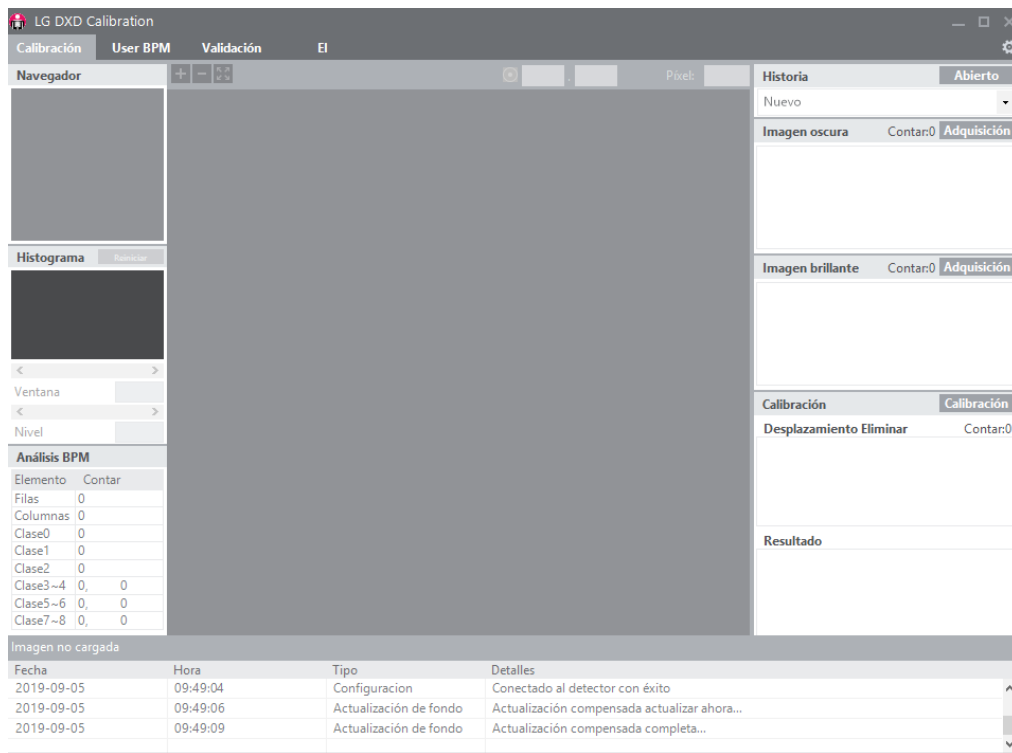 LG DXD Calibration
Calibración User BPM Validación EI
Navegador
Píxel:
Historia Abierto
Nuevo
Imagen oscura Contar:0 Adquisición
Histograma Reiniciar
Imagen brillante Contar:0 Adquisición
Ventana
Nivel
Calibración Calibración
Desplazamiento Eliminar Contar:0
Análisis BPM
Elemento Contar
Filas 0
Columnas 0
Clase0 0
Clase1 0
Clase2 0
Clase3~4 0, 0
Clase5~6 0, 0
Clase7~8 0, 0
Resultado
Imagen no cargada
Fecha Hora Tipo Detalles
2019-09-05 09:49:04 Configuracion Conectado al detector con éxito
2019-09-05 09:49:06 Actualización de fondo Actualización compensada actualizar ahora...
2019-09-05 09:49:09 Actualización de fondo Actualización compensada completa...